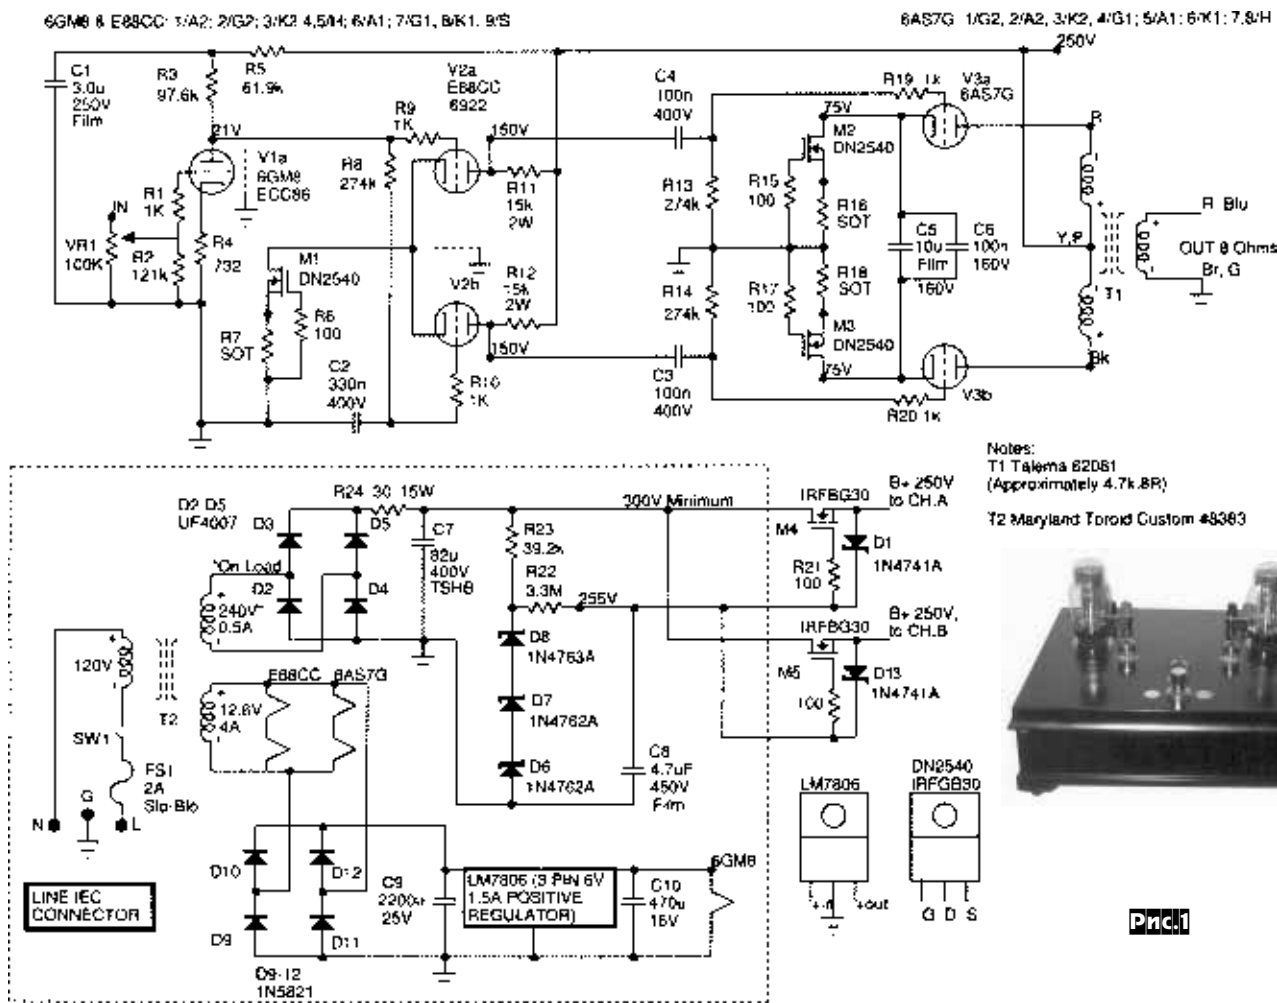 6GM8 & E88CC: 1/A2; 2/G2; 3/K2 4,5/H; 6/A1; 7/G1, 8/K1. 9/S
6AS7G 1/G2, 2/A2, 3/K2, 4/G1; 5/A1; 6/K1; 7,8/H
250V
C1
3.0u
250V
Film
R3
97.6k
R5
61.9k
V2a
E88CC
6922
C4
100n
400V
R19 1k
V3a
6AS7G
21V
R9
1K
150V
75V
M2
DN2540
R
V1a
6GM8
ECC86
R8
274k
R11
15k
2W
R13
274k
R15
100
R16
SOT
R1
1K
IN
VR1
100K
R2
121k
R4
732
C5
10u
Film
160V
C6
100n
160V
R Blu
Y,P
OUT 8 Ohms
Br, G
T1
M1
DN2540
V2b
R12
15k
2W
R14
274k
R17
100
R18
SOT
R6
100
R7
SOT
150V
M3
DN2540
75V
Bk
C2
330n
400V
R10
1K
C3
100n
400V
R20 1k
V3b
Notes:
T1 Talema 62081
(Approximately 4.7k.8R)
T2 Maryland Toroid Custom #8383
D2 D5
UF4007
R24 30 15W
300V Minimum
IRFBG30
B+ 250V
to CH.A
D3
D5
C7
82u
400V
TSHB
R23
39.2k
M4
D1
1N4741A
R21
100
*On Load
D2
D4
R22
3.3M
255V
240V
0.5A
B+ 250V,
to CH.B
IRFBG30
D8
1N4763A
M5
D13
1N4741A
100
120V
T2
E88CC
6AS7G
12.6V
4A
D7
1N4762A
SW1
FS1
2A
Slo-Blo
D6
1N4762A
C8
4.7uF
450V
Film
LM7806
DN2540
IRFGB30
N
G
L
D10
D12
C9
2200u
25V
LM7806 (3 PIN 6V
1.5A POSITIVE
REGULATOR)
C10
470u
16V
6GM8
+in
+out
G D S
LINE IEC
CONNECTOR
D9
D11
D9-12
1N5821
Рис.1